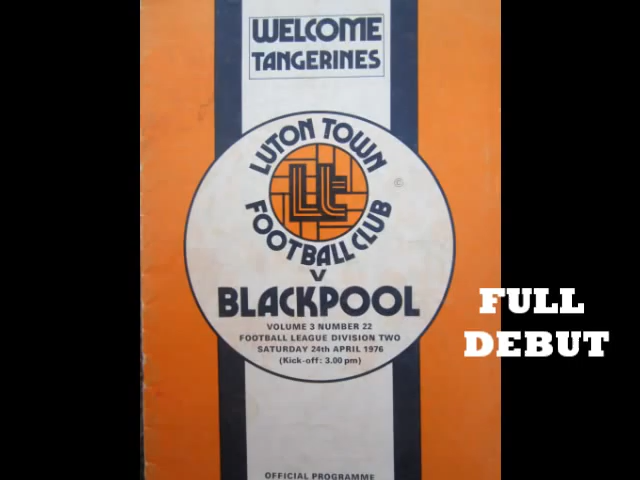 WELCOME
TANGERINES
LUTON TOWN
Lt
©
FOOTBALL CLUB
V
BLACKPOOL
VOLUME 3 NUMBER 22
FOOTBALL LEAGUE DIVISION TWO
SATURDAY 24th APRIL 1976
(Kick-off: 3.00 pm)
OFFICIAL PROGRAMME
FULL
DEBUT